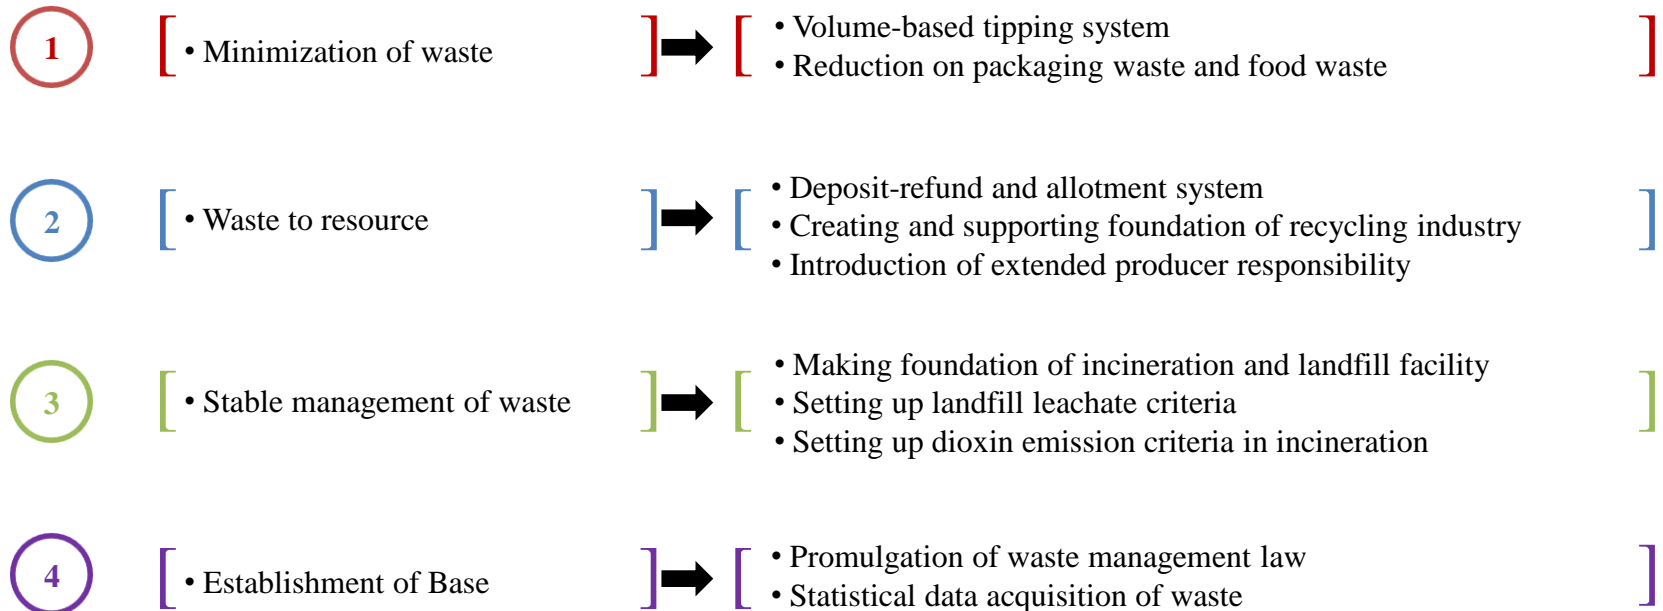 1
• Minimization of waste
• Volume-based tipping system
• Reduction on packaging waste and food waste
2
• Waste to resource
• Deposit-refund and allotment system
• Creating and supporting foundation of recycling industry
• Introduction of extended producer responsibility
3
• Stable management of waste
• Making foundation of incineration and landfill facility
• Setting up landfill leachate criteria
• Setting up dioxin emission criteria in incineration
4
• Establishment of Base
• Promulgation of waste management law
• Statistical data acquisition of waste